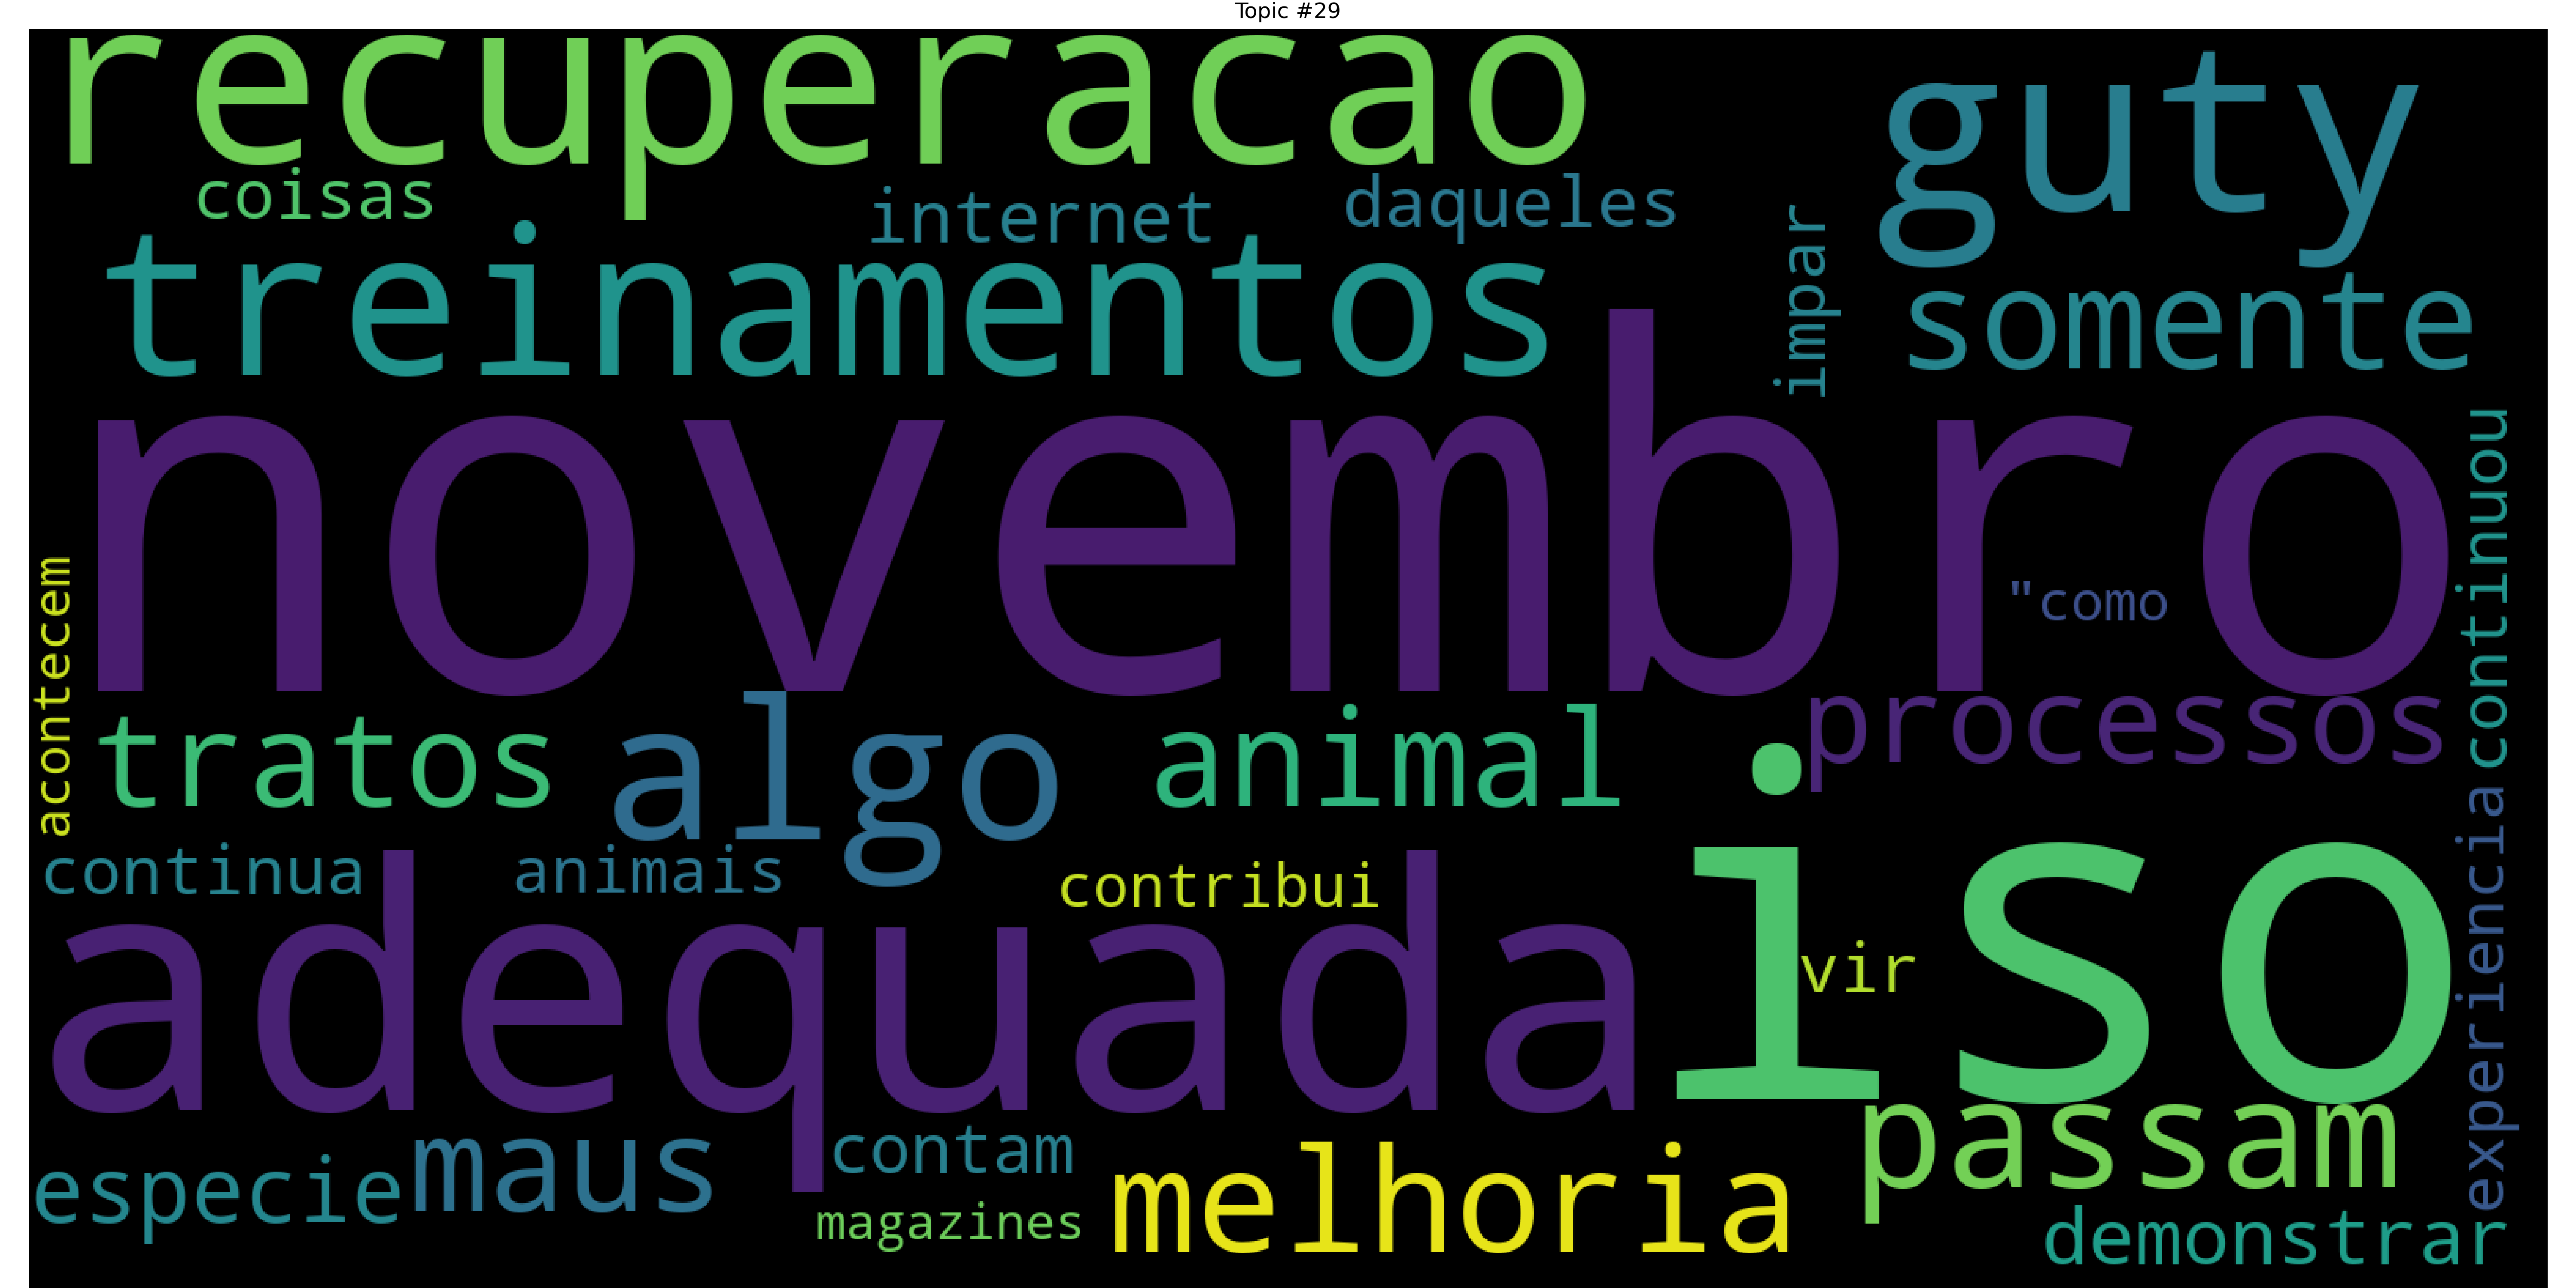 Topic #29
recuperacao
guty
coisas
internet
daqueles
impar
treinamentos
somente
novembro
"como
continuou
acontecem
tratos
algo
animal
processos
continua
animais
contribui
iso
adequada
vir
experiencia
especie
maus
contam
magazines
melhoria
passam
demonstrar